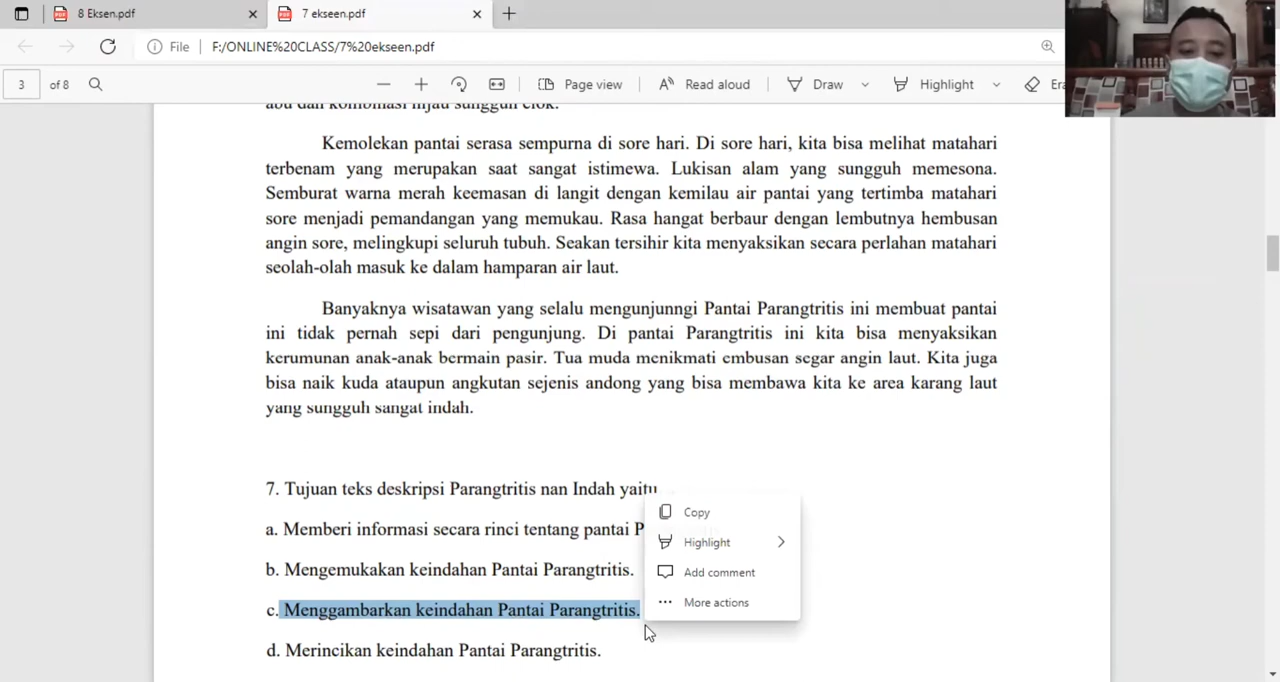 8 Eksen.pdf
7 ekseen.pdf
File
F:/ONLINE%20CLASS/7%20ekseen.pdf
3 of 8
Page view
Read aloud
Draw
Highlight
Era
abu dan kombinasi hijau sungguh elok.
Kemolekan pantai serasa sempurna di sore hari. Di sore hari, kita bisa melihat matahari
terbenam yang merupakan saat sangat istimewa. Lukisan alam yang sungguh memesona.
Semburat warna merah keemasan di langit dengan kemilau air pantai yang tertimba matahari
sore menjadi pemandangan yang memukau. Rasa hangat berbaur dengan lembutnya hembusan
angin sore, melingkupi seluruh tubuh. Seakan tersihir kita menyaksikan secara perlahan matahari
seolah-olah masuk ke dalam hamparan air laut.
Banyaknya wisatawan yang selalu mengunjunngi Pantai Parangtritis ini membuat pantai
ini tidak pernah sepi dari pengunjung. Di pantai Parangtritis ini kita bisa menyaksikan
kerumunan anak-anak bermain pasir. Tua muda menikmati embusan segar angin laut. Kita juga
bisa naik kuda ataupun angkutan sejenis andong yang bisa membawa kita ke area karang laut
yang sungguh sangat indah.
7. Tujuan teks deskripsi Parangtritis nan Indah yaitu
a. Memberi informasi secara rinci tentang pantai P
b. Mengemukakan keindahan Pantai Parangtritis.
c. Menggambarkan keindahan Pantai Parangtritis.
d. Merincikan keindahan Pantai Parangtritis.
Copy
Highlight
Add comment
More actions